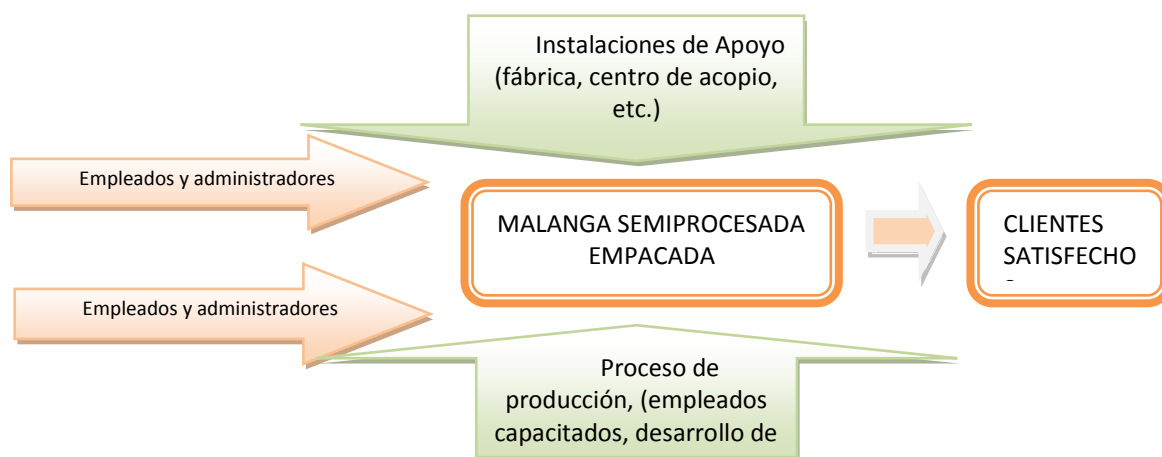 Instalaciones de Apoyo
(fábrica, centro de acopio,
etc.)
Empleados y administradores
MALANGA SEMIPROCESADA
EMPACADA
CLIENTES
SATISFECHO
Empleados y administradores
Proceso de
producción, (empleados
capacitados, desarrollo de